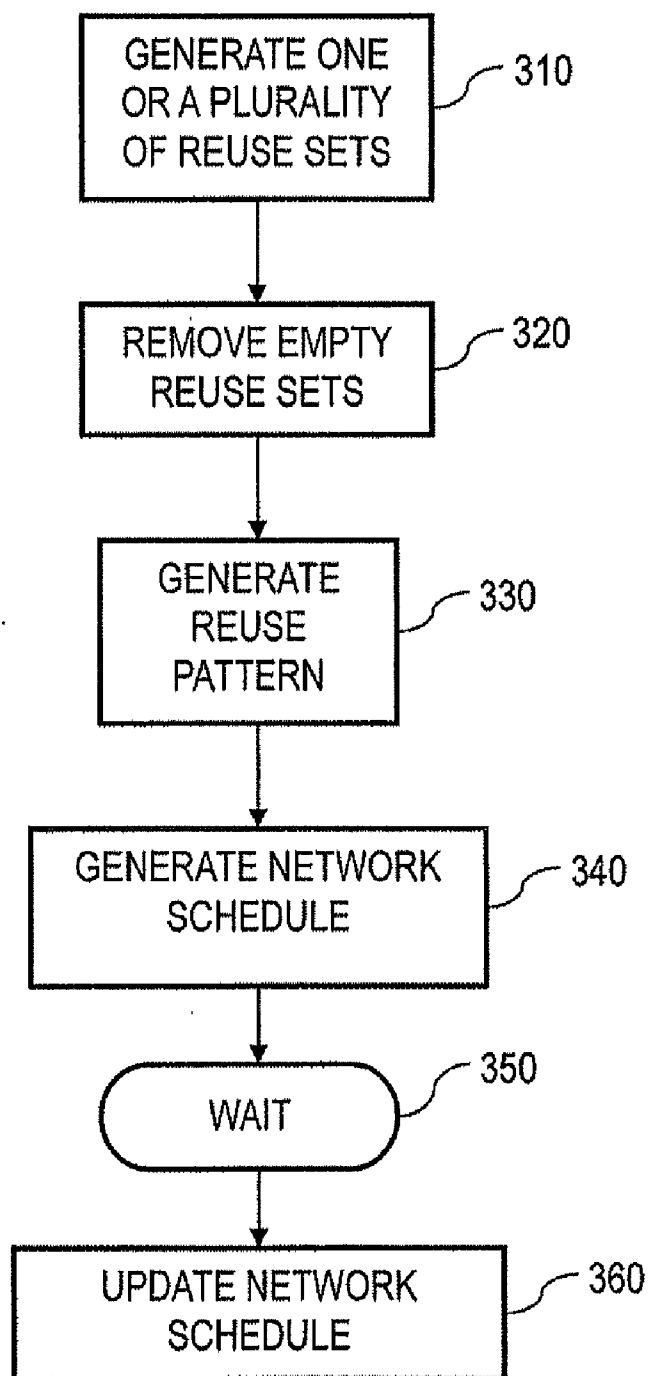 GENERATE ONE
OR A PLURALITY
OF REUSE SETS
310
REMOVE EMPTY
REUSE SETS
320
GENERATE
REUSE
PATTERN
330
GENERATE NETWORK
SCHEDULE
340
WAIT
350
UPDATE NETWORK
SCHEDULE
360